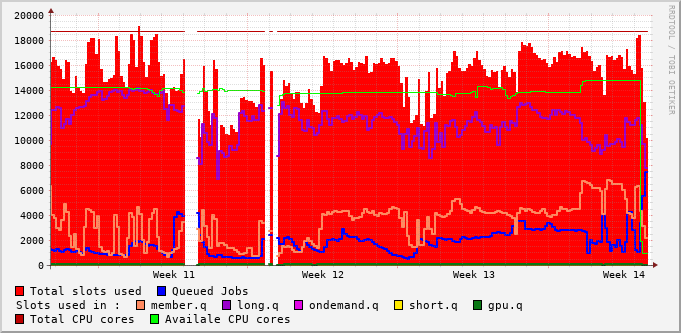 20000
18000
16000
14000
12000
10000
8000
6000
4000
2000
0
Week 11 Week 12 Week 13 Week 14
RRDTOOL / TOBI OETIKER
Total slots used Queued Jobs
Slots used in : member.q long.q ondemand.q short.q gpu.q
Total CPU cores Availale CPU cores